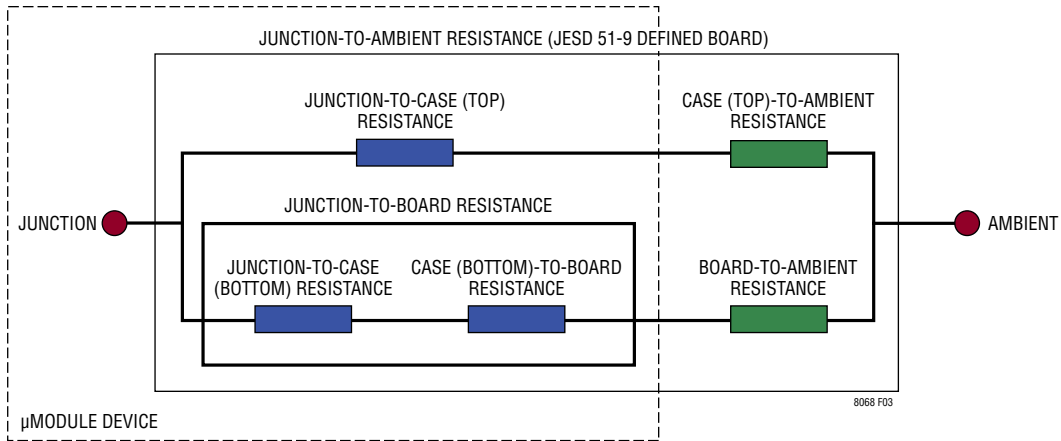 JUNCTION-TO-AMBIENT RESISTANCE (JESD 51-9 DEFINED BOARD)
JUNCTION-TO-CASE (TOP)
RESISTANCE
CASE (TOP)-TO-AMBIENT
RESISTANCE
JUNCTION-TO-BOARD RESISTANCE
JUNCTION
AMBIENT
JUNCTION-TO-CASE
(BOTTOM) RESISTANCE
CASE (BOTTOM)-TO-BOARD
RESISTANCE
BOARD-TO-AMBIENT
RESISTANCE
8068 F03
µMODULE DEVICE